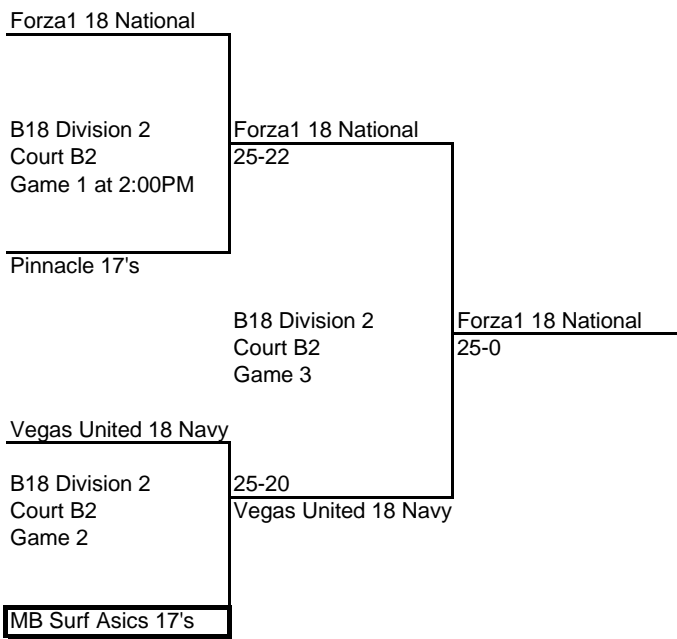 Forza1 18 National
B18 Division 2
Court B2
Game 1 at 2:00PM
Forza1 18 National
25-22
Pinnacle 17's
B18 Division 2
Court B2
Game 3
Forza1 18 National
25-0
Vegas United 18 Navy
B18 Division 2
Court B2
Game 2
25-20
Vegas United 18 Navy
MB Surf Asics 17's